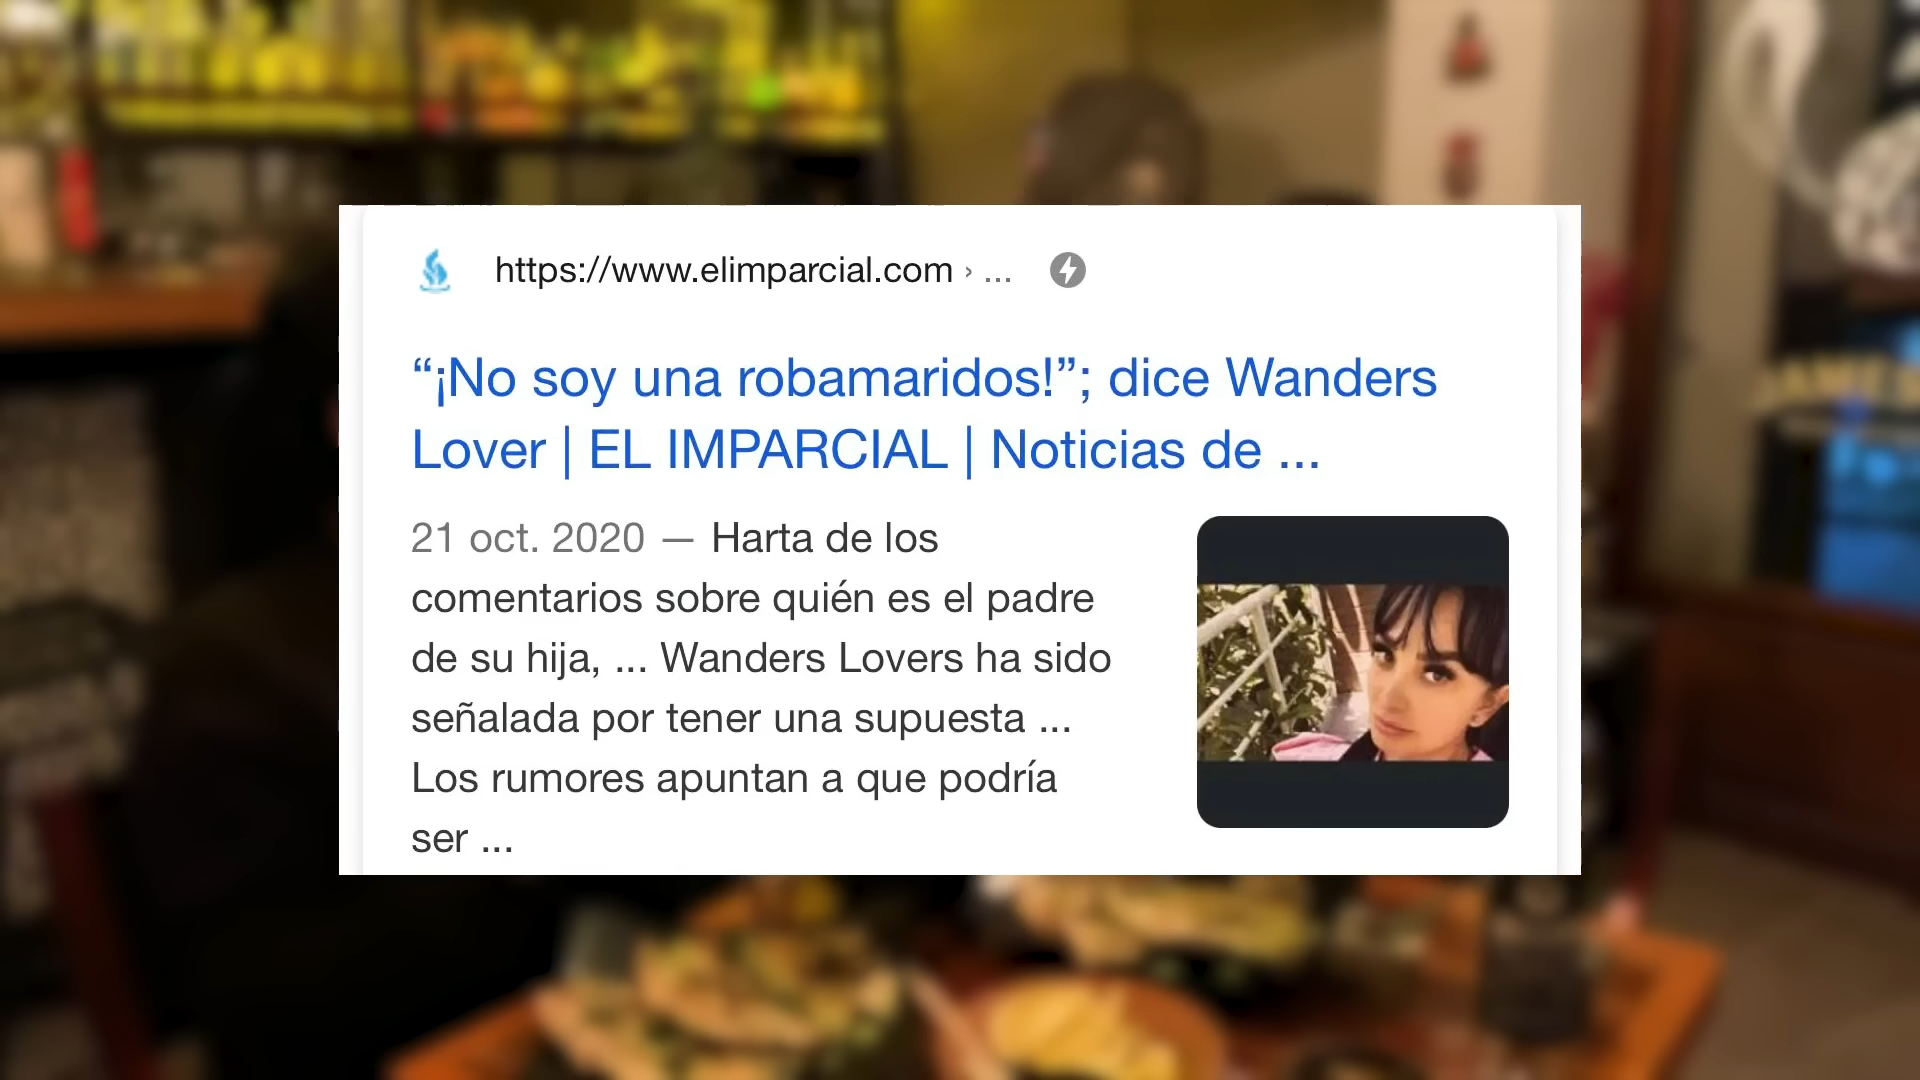 https://www.elimparcial.com › ...
“¡No soy una robamaridos!”; dice Wanders
Lover | EL IMPARCIAL | Noticias de ...
21 oct. 2020 — Harta de los
comentarios sobre quién es el padre
de su hija, ... Wanders Lovers ha sido
señalada por tener una supuesta ...
Los rumores apuntan a que podría
ser ...